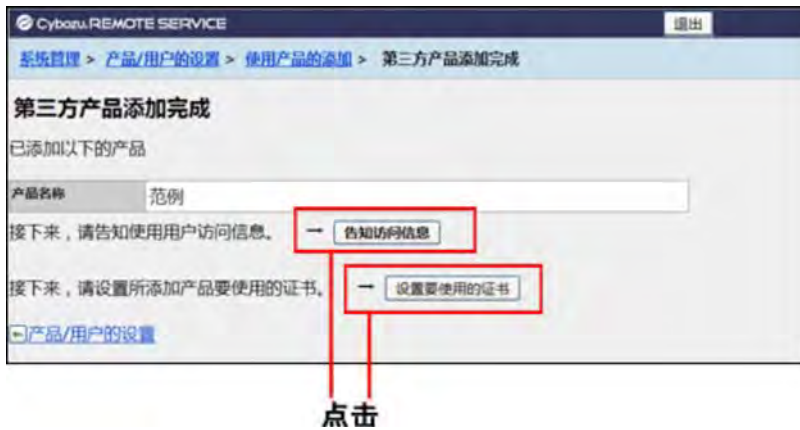 Cybozu.REMOTE SERVICE 退出
系统管理 > 产品/用户的设置 > 使用产品的添加 > 第三方产品添加完成
第三方产品添加完成
已添加以下的产品
产品名称 范例
接下来，请告知使用用户访问信息。 → 告知访问信息
接下来，请设置所添加产品要使用的证书。 → 设置要使用的证书
产品/用户的设置
点击